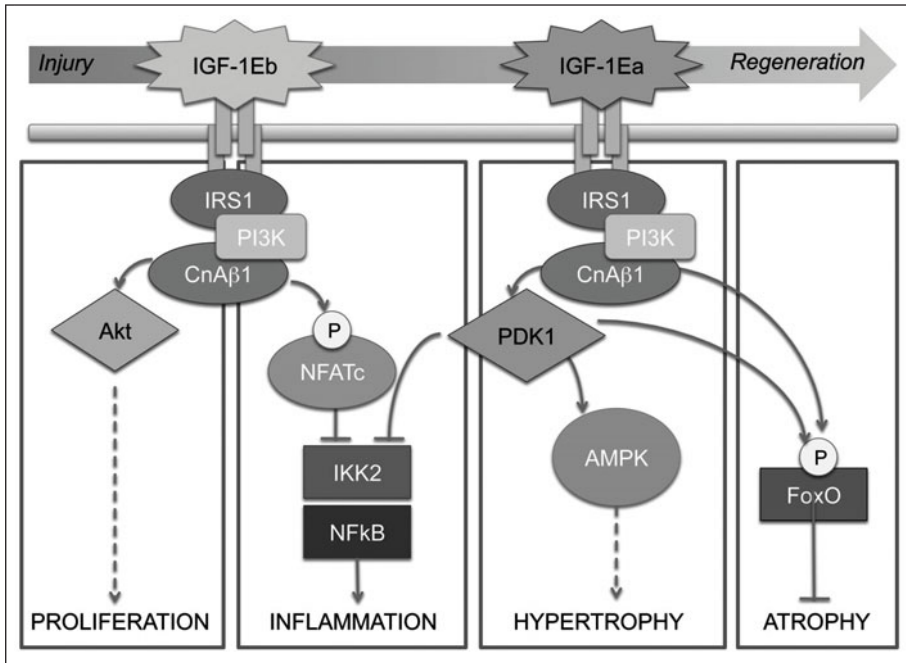 Injury
IGF-1Eb
IGF-1Ea
Regeneration
IRS1
PI3K
CnAβ1
IRS1
PI3K
CnAβ1
Akt
P
NFATc
PDK1
IKK2
NFkB
AMPK
P
FoxO
PROLIFERATION
INFLAMMATION
HYPERTROPHY
ATROPHY